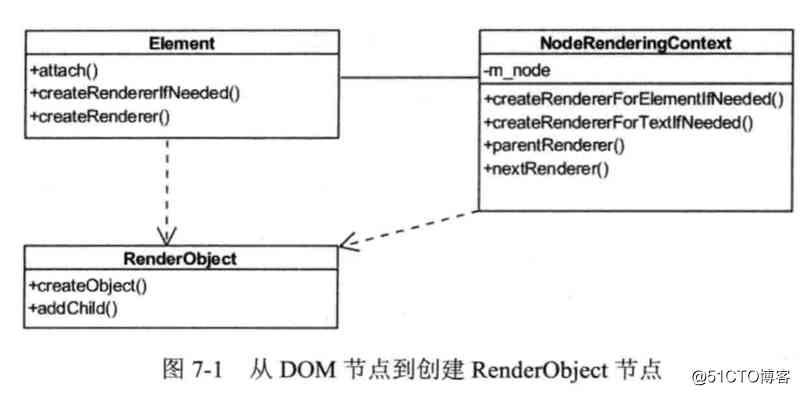 Element
+attach()
+createRendererIfNeeded()
+createRenderer()
NodeRenderingContext
-m_node
+createRendererForElementIfNeeded()
+createRendererForTextIfNeeded()
+parentRenderer()
+nextRenderer()
RenderObject
+createObject()
+addChild()
图 7-1 从 DOM 节点到创建 RenderObject 节点
@51CTO博客